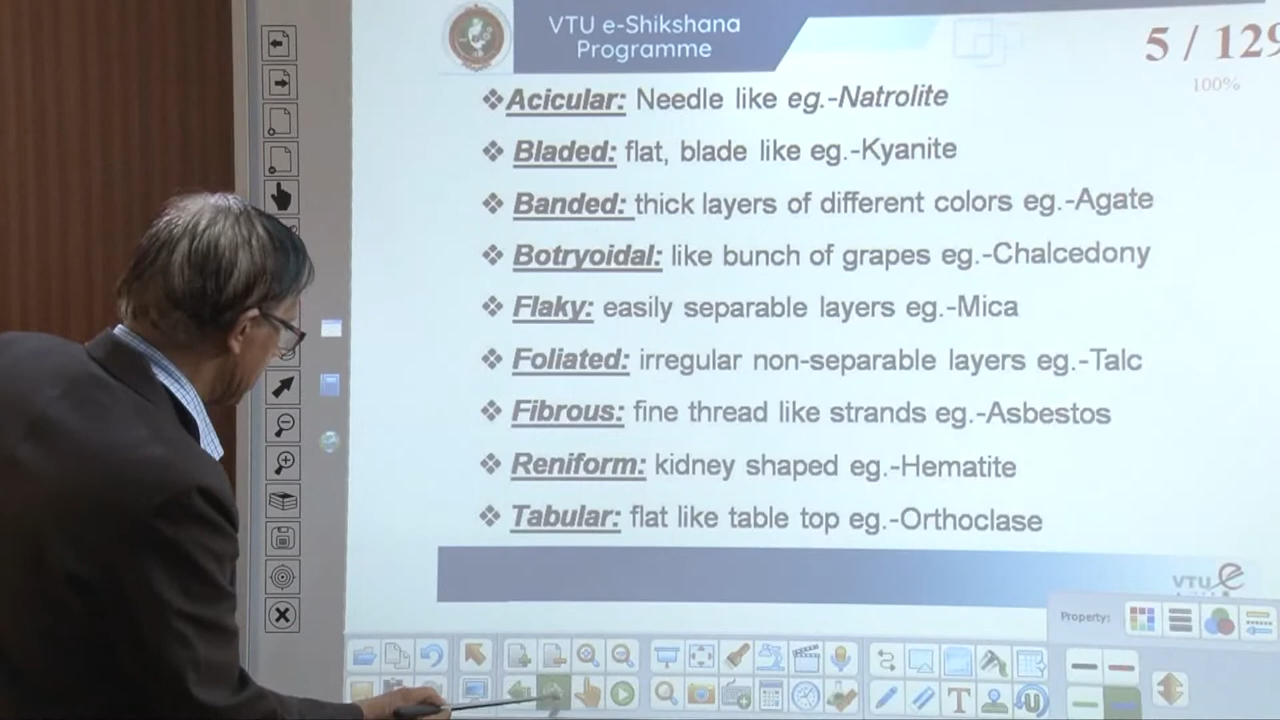 VTU e-Shikshana
Programme
5 / 129
100%
❖Acicular: Needle like eg.-Natrolite
❖ Bladed: flat, blade like eg.-Kyanite
❖ Banded: thick layers of different colors eg.-Agate
❖ Botryoidal: like bunch of grapes eg.-Chalcedony
❖ Flaky: easily separable layers eg.-Mica
❖ Foliated: irregular non-separable layers eg.-Talc
❖ Fibrous: fine thread like strands eg.-Asbestos
❖ Reniform: kidney shaped eg.-Hematite
❖ Tabular: flat like table top eg.-Orthoclase
VTU e
Property: